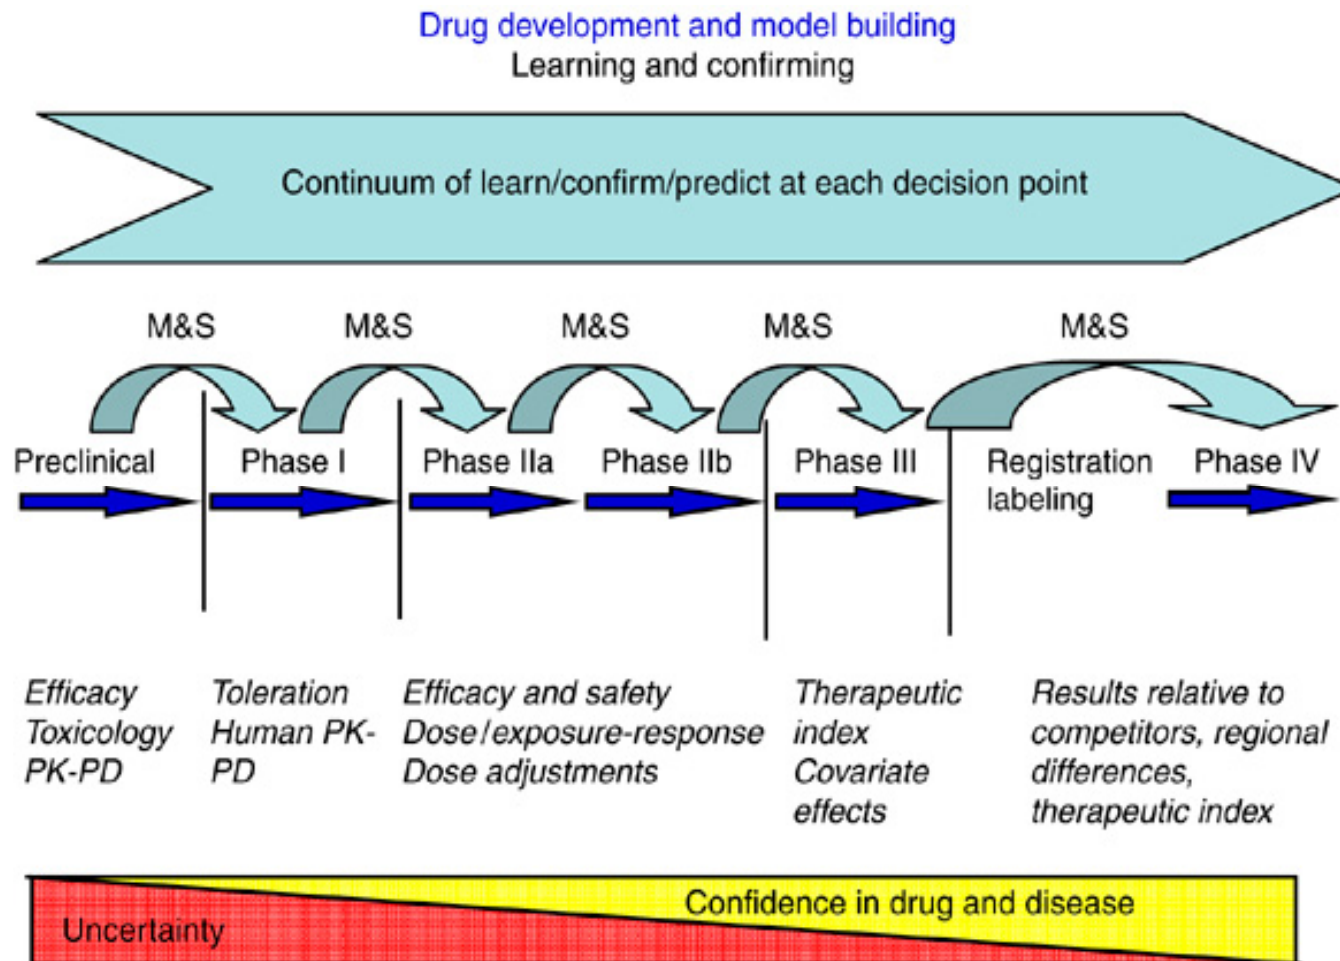 Drug development and model building
Learning and confirming
Continuum of learn/confirm/predict at each decision point
M&S
M&S
M&S
M&S
M&S
Preclinical
Phase I
Phase IIa
Phase IIb
Phase III
Registration
labeling
Phase IV
Efficacy
Toxicology
PK-PD
Toleration
Human PK-
PD
Efficacy and safety
Dose/exposure-response
Dose adjustments
Therapeutic
index
Covariate
effects
Results relative to
competitors, regional
differences,
therapeutic index
Confidence in drug and disease
Uncertainty